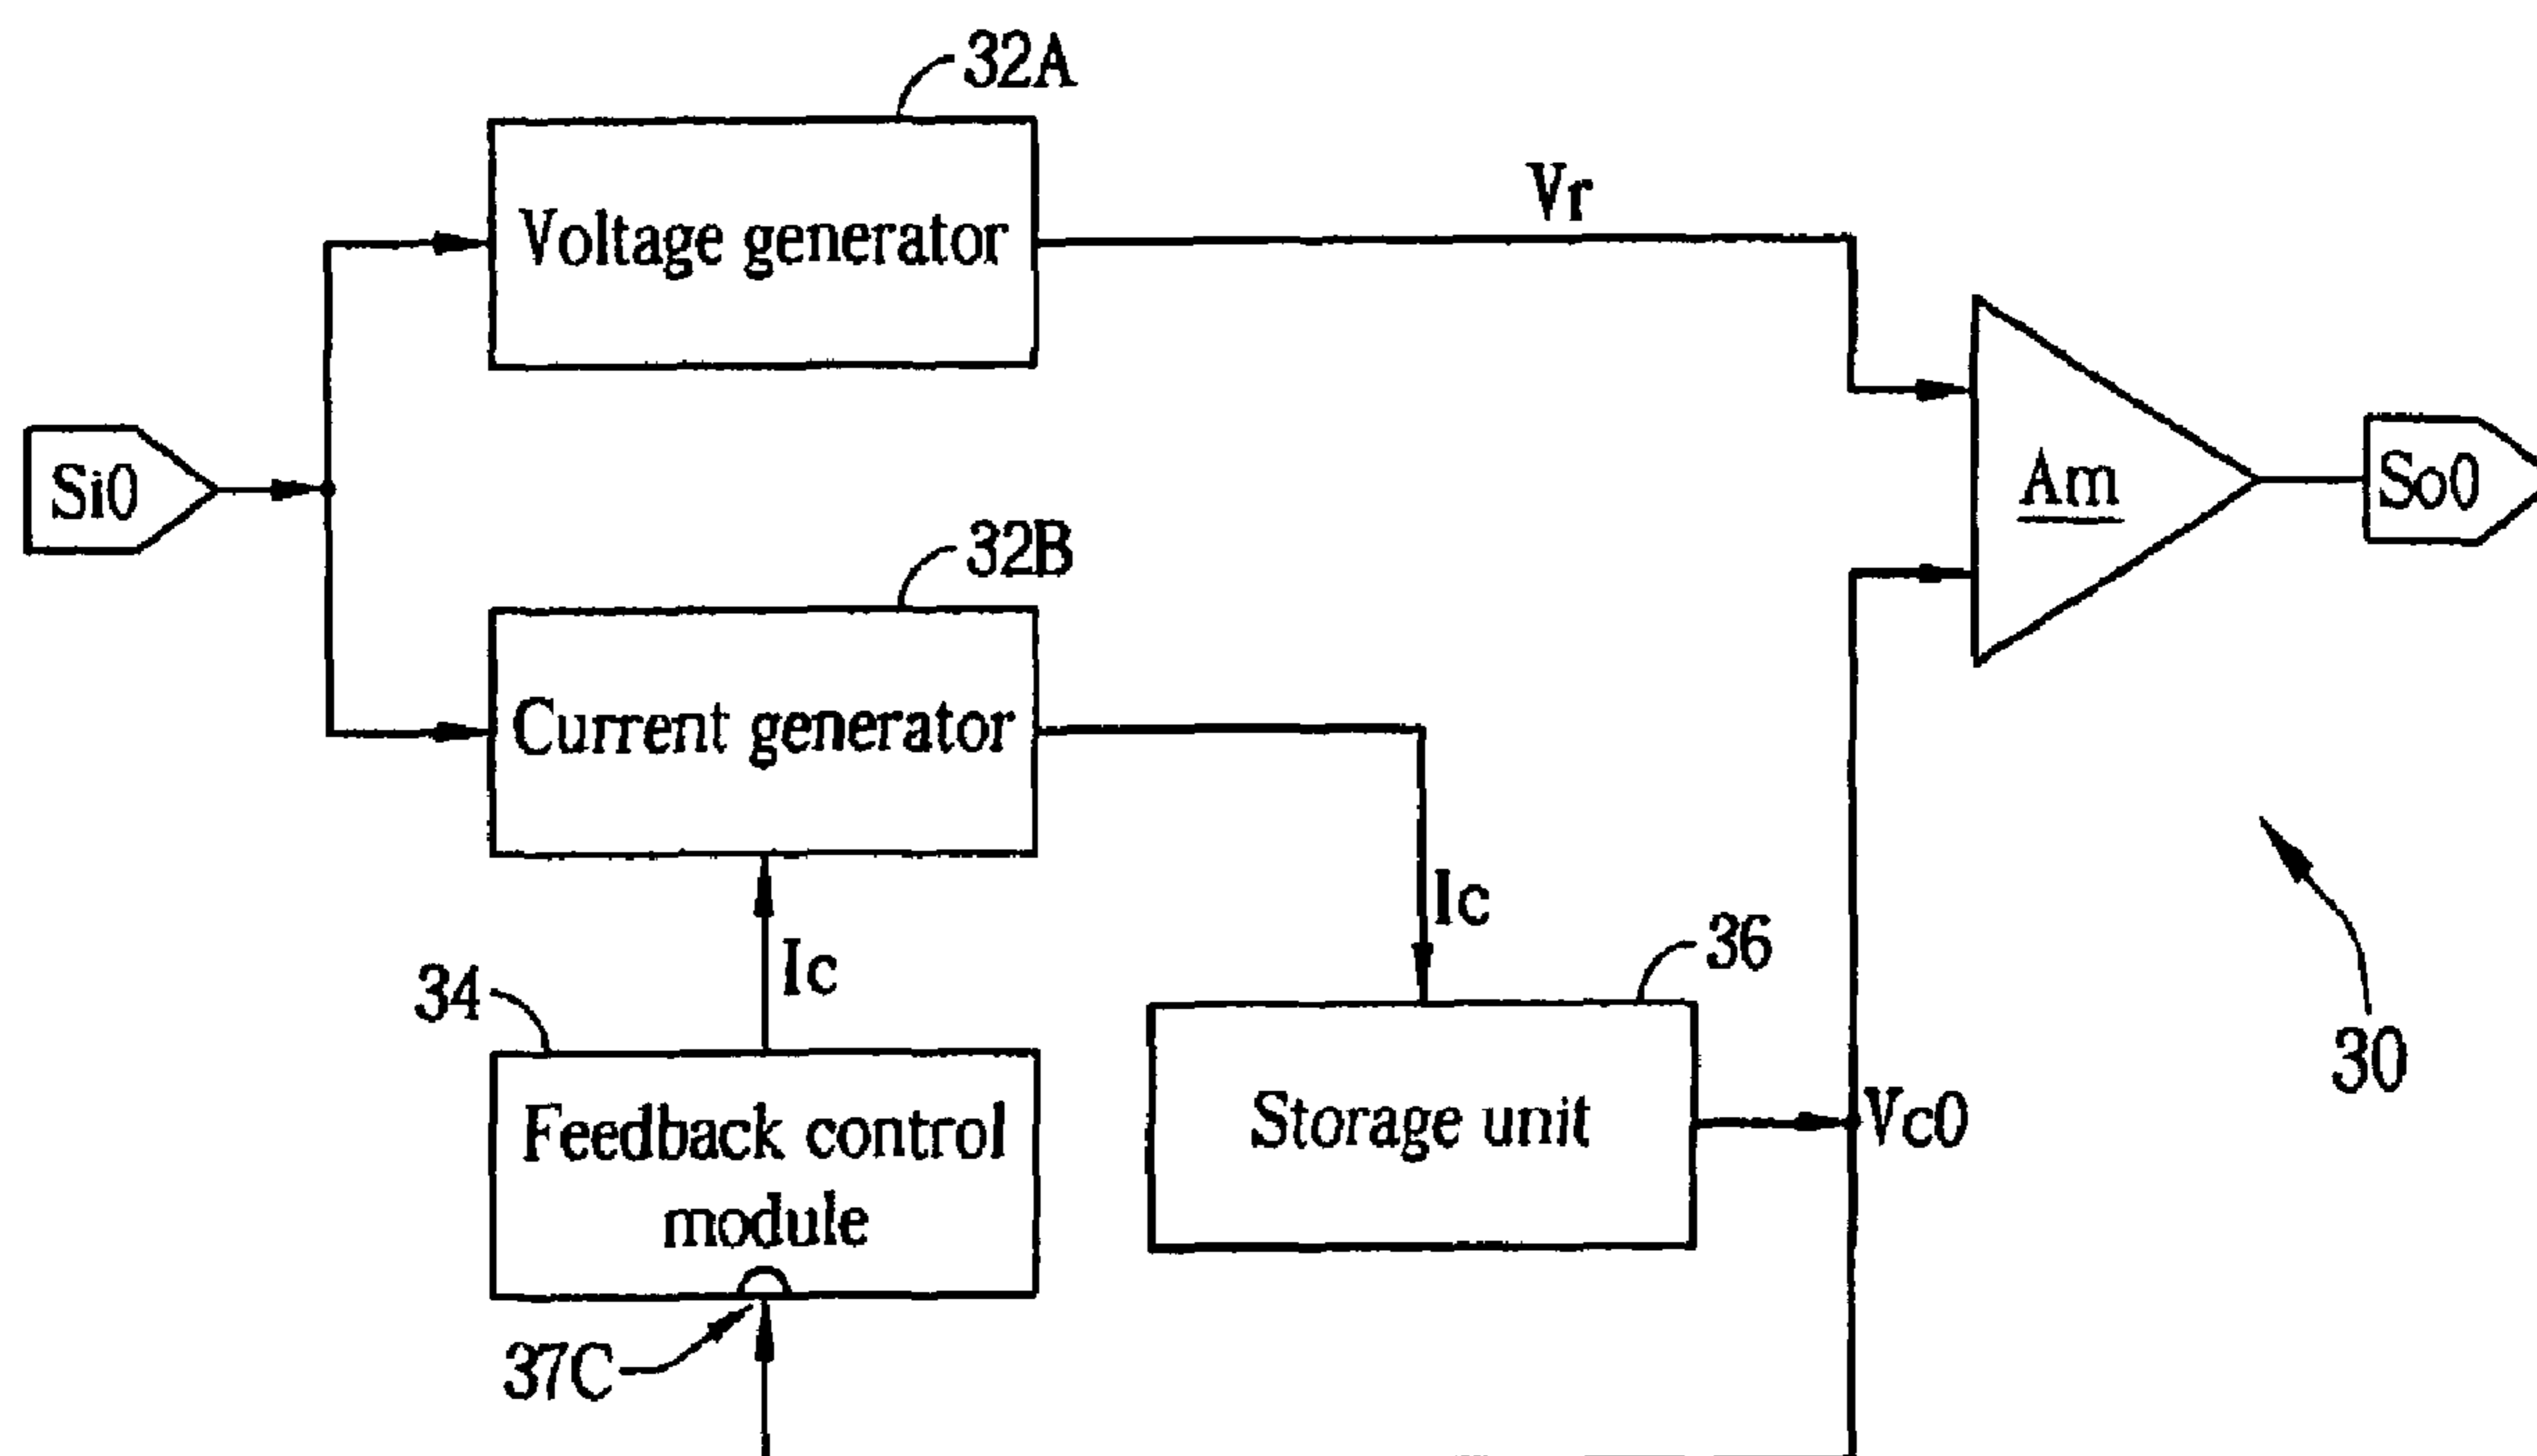 32A
Voltage generator
Vr
Si0
Am
So0
32B
Current generator
Ic
Ic
34
36
30
Feedback control
module
Storage unit
Vc0
37C